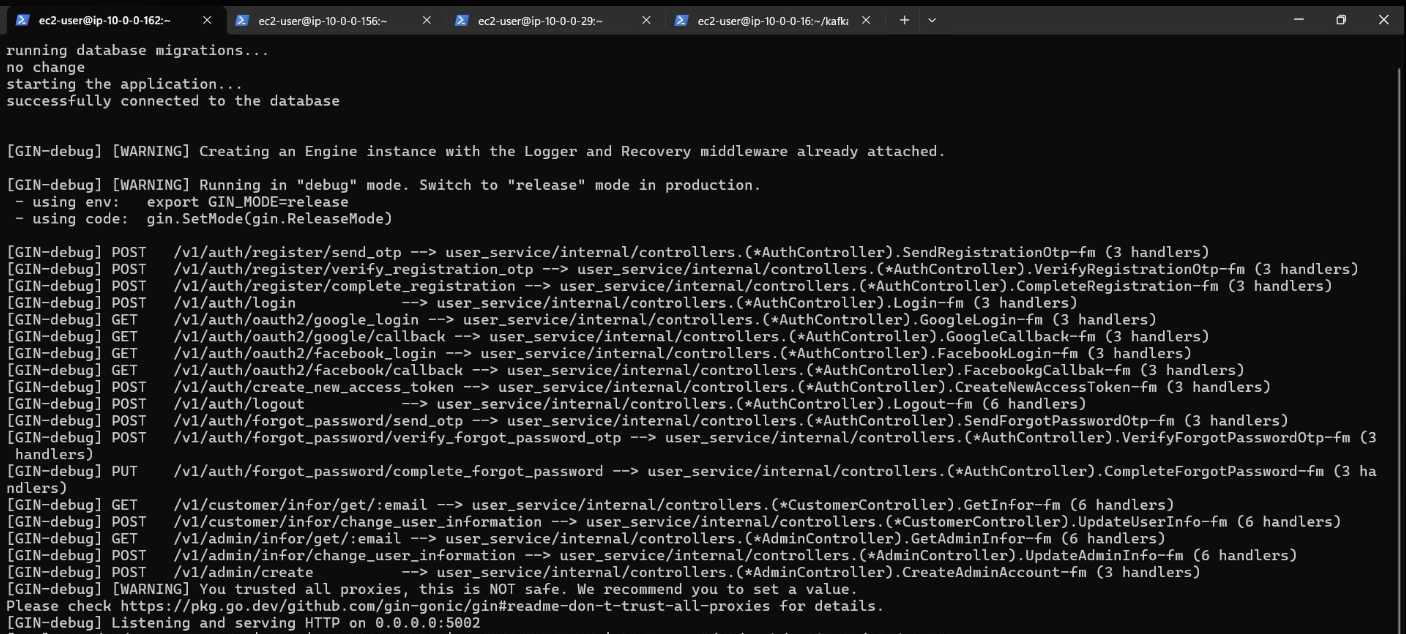 ec2-user@ip-10-0-0-162:~ ec2-user@ip-10-0-0-156:~ ec2-user@ip-10-0-0-29:~ ec2-user@ip-10-0-0-16:~/kafka
running database migrations...
no change
starting the application...
successfully connected to the database
[GIN-debug] [WARNING] Creating an Engine instance with the Logger and Recovery middleware already attached.
[GIN-debug] [WARNING] Running in "debug" mode. Switch to "release" mode in production.
- using env: export GIN_MODE=release
- using code: gin.SetMode(gin.ReleaseMode)
[GIN-debug] POST /v1/auth/register/send_otp --> user_service/internal/controllers.(*AuthController).SendRegistrationOtp-fm (3 handlers)
[GIN-debug] POST /v1/auth/register/verify_registration_otp --> user_service/internal/controllers.(*AuthController).VerifyRegistrationOtp-fm (3 handlers)
[GIN-debug] POST /v1/auth/register/complete_registration --> user_service/internal/controllers.(*AuthController).CompleteRegistration-fm (3 handlers)
[GIN-debug] POST /v1/auth/login --> user_service/internal/controllers.(*AuthController).Login-fm (3 handlers)
[GIN-debug] GET /v1/auth/oauth2/google_login --> user_service/internal/controllers.(*AuthController).GoogleLogin-fm (3 handlers)
[GIN-debug] GET /v1/auth/oauth2/google/callback --> user_service/internal/controllers.(*AuthController).GoogleCallback-fm (3 handlers)
[GIN-debug] GET /v1/auth/oauth2/facebook_login --> user_service/internal/controllers.(*AuthController).FacebookLogin-fm (3 handlers)
[GIN-debug] GET /v1/auth/oauth2/facebook/callback --> user_service/internal/controllers.(*AuthController).FacebookgCallbak-fm (3 handlers)
[GIN-debug] POST /v1/auth/create_new_access_token --> user_service/internal/controllers.(*AuthController).CreateNewAccessToken-fm (3 handlers)
[GIN-debug] POST /v1/auth/logout --> user_service/internal/controllers.(*AuthController).Logout-fm (6 handlers)
[GIN-debug] POST /v1/auth/forgot_password/send_otp --> user_service/internal/controllers.(*AuthController).SendForgotPasswordOtp-fm (3 handlers)
[GIN-debug] POST /v1/auth/forgot_password/verify_forgot_password_otp --> user_service/internal/controllers.(*AuthController).VerifyForgotPasswordOtp-fm (3
handlers)
[GIN-debug] PUT /v1/auth/forgot_password/complete_forgot_password --> user_service/internal/controllers.(*AuthController).CompleteForgotPassword-fm (3 ha
ndlers)
[GIN-debug] GET /v1/customer/infor/get/:email --> user_service/internal/controllers.(*CustomerController).GetInfor-fm (6 handlers)
[GIN-debug] POST /v1/customer/infor/change_user_information --> user_service/internal/controllers.(*CustomerController).UpdateUserInfo-fm (6 handlers)
[GIN-debug] GET /v1/admin/infor/get/:email --> user_service/internal/controllers.(*AdminController).GetAdminInfor-fm (6 handlers)
[GIN-debug] POST /v1/admin/infor/change_user_information --> user_service/internal/controllers.(*AdminController).UpdateAdminInfo-fm (6 handlers)
[GIN-debug] POST /v1/admin/create --> user_service/internal/controllers.(*AdminController).CreateAdminAccount-fm (3 handlers)
[GIN-debug] [WARNING] You trusted all proxies, this is NOT safe. We recommend you to set a value.
Please check https://pkg.go.dev/github.com/gin-gonic/gin#readme-don-t-trust-all-proxies for details.
[GIN-debug] Listening and serving HTTP on 0.0.0.0:5002